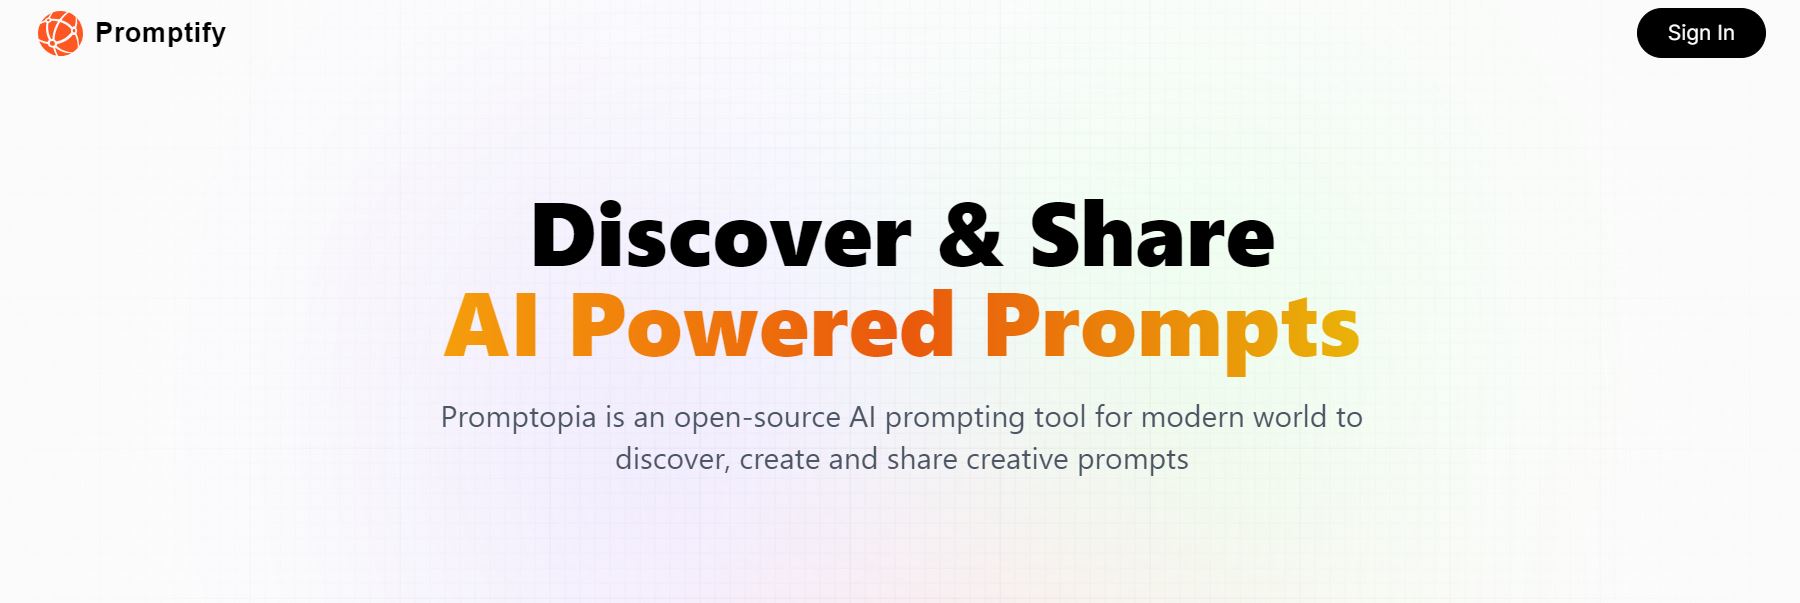 Promptify
Sign In
Discover & Share
AI Powered Prompts
Promptopia is an open-source AI prompting tool for modern world to
discover, create and share creative prompts